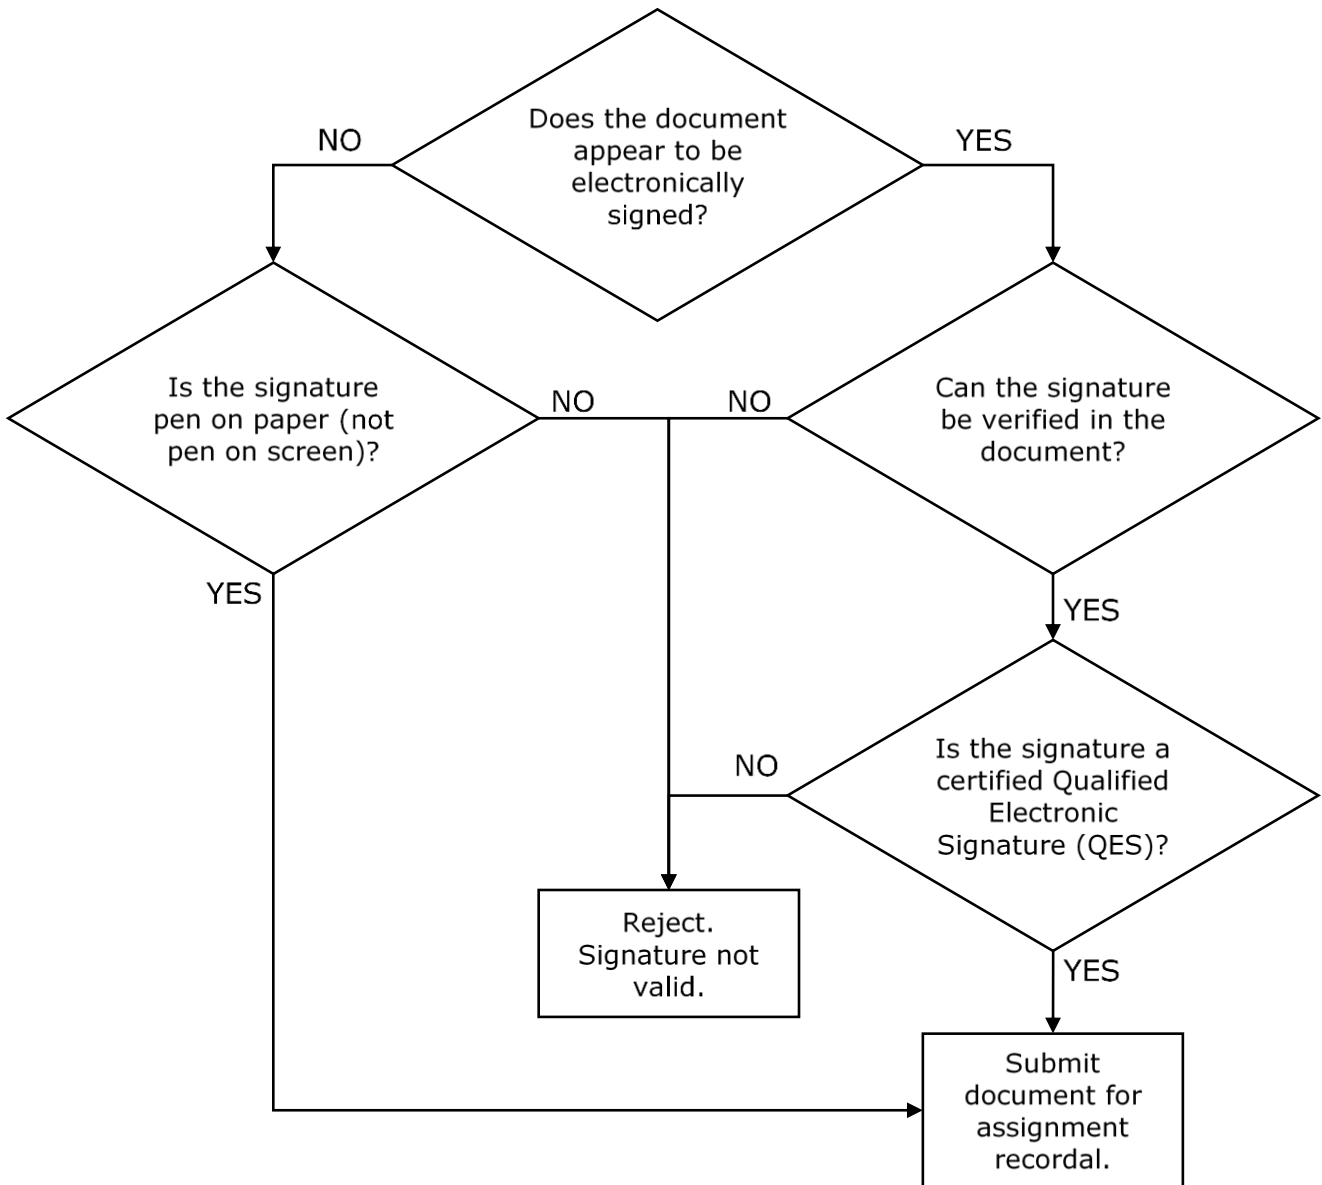 Does the document
appear to be
electronically
signed?
NO
YES
Is the signature
pen on paper (not
pen on screen)?
NO
NO
Can the signature
be verified in the
document?
YES
YES
Is the signature a
certified Qualified
Electronic
Signature (QES)?
NO
Reject.
Signature not
valid.
YES
Submit
document for
assignment
recordal.